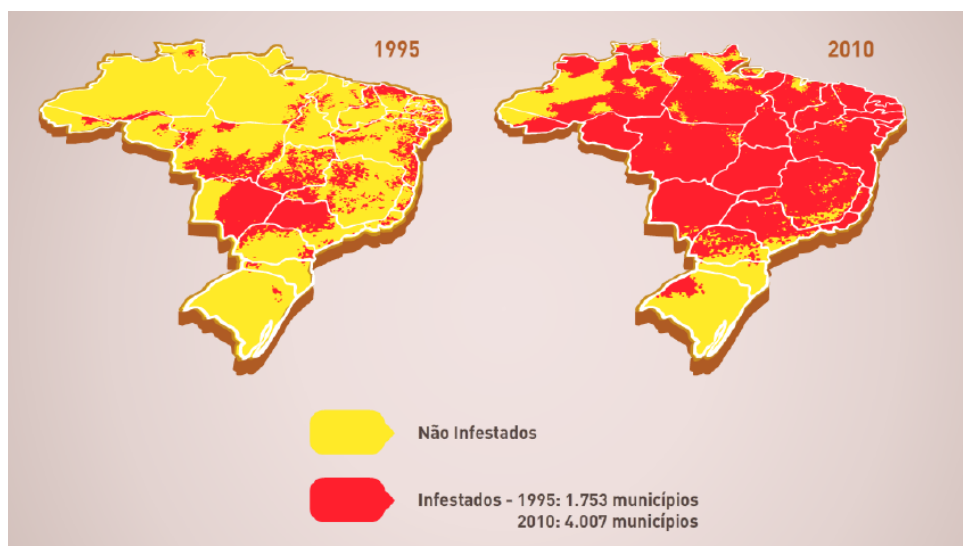 1995
2010
Não Infestados
Infestados - 1995: 1.753 municípios
2010: 4.007 municípios